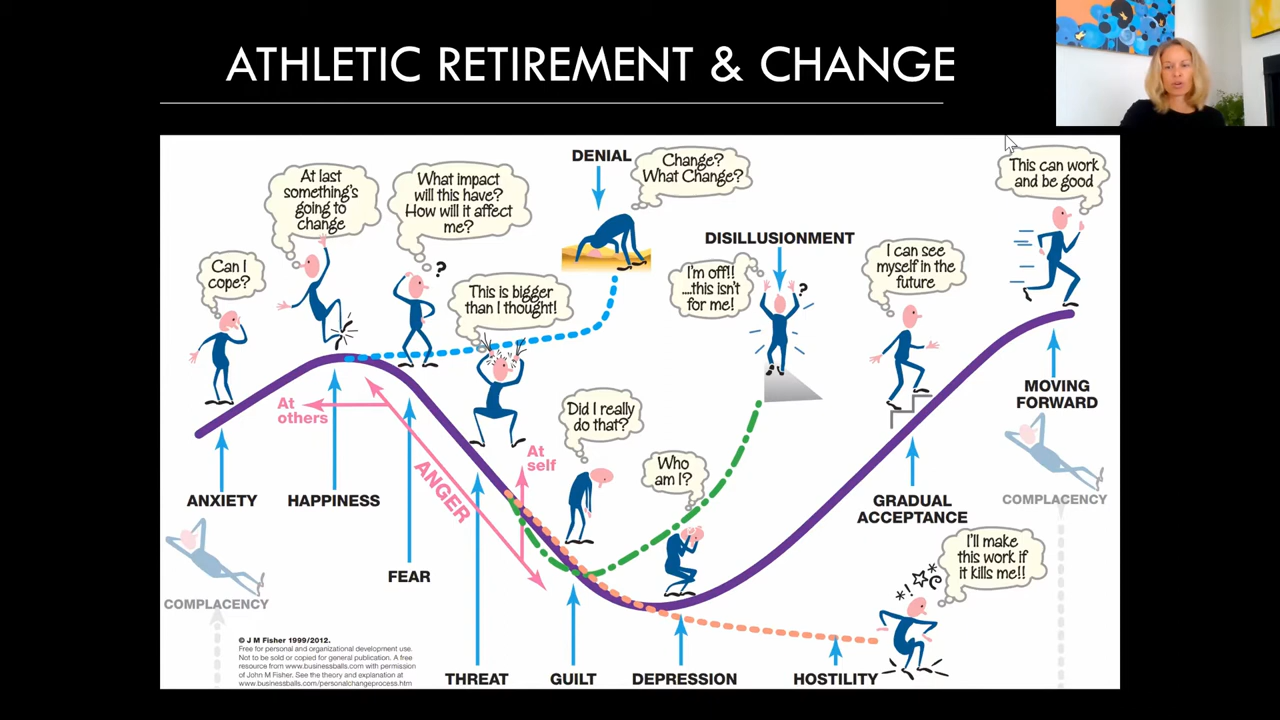 ATHLETIC RETIREMENT & CHANGE
DENIAL
Change?
What Change?
This can work
and be good
At last
something's
going to
change
What impact
will this have?
How will it affect
me?
DISILLUSIONMENT
I can see
myself in the
future
Can I
cope?
?
I'm off!!
....this isn't
for me!
?
This is bigger
than I thought!
MOVING
FORWARD
At
others
Did I really
do that?
At
self
Who
am I?
ANGER
ANXIETY
HAPPINESS
GRADUAL
ACCEPTANCE
COMPLACENCY
I'll make
this work if
it kills me!!
FEAR
COMPLACENCY
© J M Fisher 1999/2012.
Free for personal and organizational development use.
Not to be sold or copied for general publication. A free
resource from www.businessballs.com with permission
of John M Fisher. See the theory and explanation at
www.businessballs.com/personalchangeprocess.htm
THREAT
GUILT
DEPRESSION
HOSTILITY